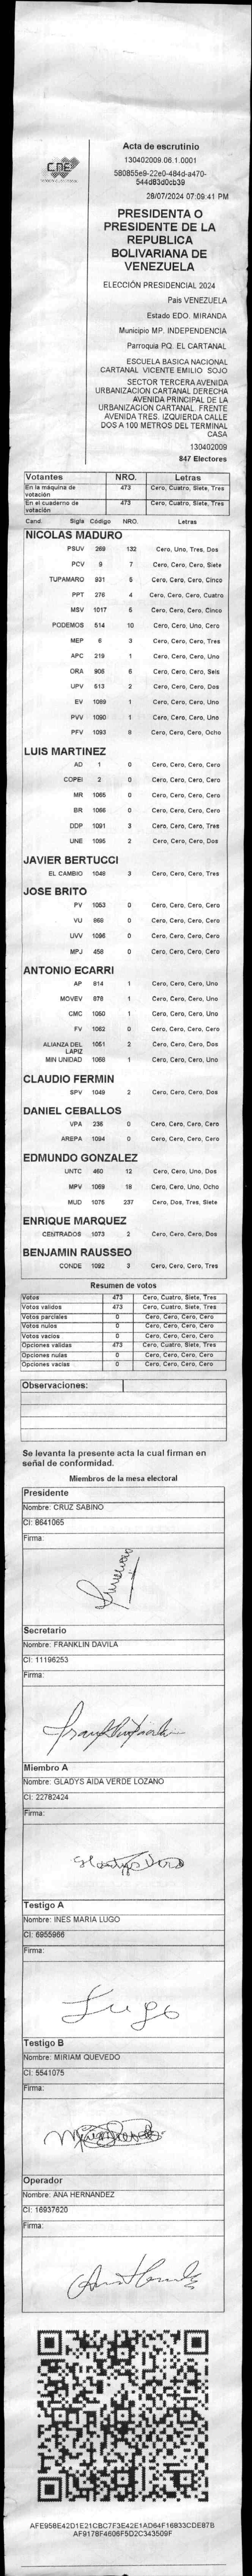 CNE
Acta de escrutinio
130402009.06.1.0001
580855e9-22e0-484d-a470-
544d83d0cb39
28/07/2024 07:09:41 PM
PRESIDENTA O
PRESIDENTE DE LA
REPUBLICA
BOLIVARIANA DE
VENEZUELA
ELECCIÓN PRESIDENCIAL 2024
País VENEZUELA
Estado EDO. MIRANDA
Municipio MP. INDEPENDENCIA
Parroquia PQ. EL CARTANAL
ESCUELA BASICA NACIONAL
CARTANAL VICENTE EMILIO SOJO
SECTOR TERCERA AVENIDA
URBANIZACION CARTANAL DERECHA
AVENIDA PRINCIPAL DE LA
URBANIZACION CARTANAL. FRENTE
AVENIDA TRES. IZQUIERDA CALLE
DOS A 100 METROS DEL TERMINAL
CASA
130402009
847 Electores
Votantes NRO. Letras
En la máquina de votación 473 Cero, Cuatro, Siete, Tres
En el cuaderno de votación 473 Cero, Cuatro, Siete, Tres
Cand. Sigla Código NRO. Letras
NICOLAS MADURO
PSUV 269 132 Cero, Uno, Tres, Dos
PCV 9 7 Cero, Cero, Cero, Siete
TUPAMARO 931 5 Cero, Cero, Cero, Cinco
PPT 276 4 Cero, Cero, Cero, Cuatro
MSV 1017 5 Cero, Cero, Cero, Cinco
PODEMOS 514 10 Cero, Cero, Uno, Cero
MEP 6 3 Cero, Cero, Cero, Tres
APC 219 1 Cero, Cero, Cero, Uno
ORA 908 6 Cero, Cero, Cero, Seis
UPV 513 2 Cero, Cero, Cero, Dos
EV 1089 1 Cero, Cero, Cero, Uno
PVV 1090 1 Cero, Cero, Cero, Uno
PFV 1093 8 Cero, Cero, Cero, Ocho
LUIS MARTINEZ
AD 1 0 Cero, Cero, Cero, Cero
COPEI 2 0 Cero, Cero, Cero, Cero
MR 1065 0 Cero, Cero, Cero, Cero
BR 1066 0 Cero, Cero, Cero, Cero
DDP 1091 3 Cero, Cero, Cero, Tres
UNE 1095 2 Cero, Cero, Cero, Dos
JAVIER BERTUCCI
EL CAMBIO 1048 3 Cero, Cero, Cero, Tres
JOSE BRITO
PV 1053 0 Cero, Cero, Cero, Cero
VU 868 0 Cero, Cero, Cero, Cero
UVV 1096 0 Cero, Cero, Cero, Cero
MPJ 458 0 Cero, Cero, Cero, Cero
ANTONIO ECARRI
AP 814 1 Cero, Cero, Cero, Uno
MOVEV 878 1 Cero, Cero, Cero, Uno
CMC 1050 1 Cero, Cero, Cero, Uno
FV 1052 0 Cero, Cero, Cero, Cero
ALIANZA DEL LAPIZ 1051 2 Cero, Cero, Cero, Dos
MIN UNIDAD 1068 1 Cero, Cero, Cero, Uno
CLAUDIO FERMIN
SPV 1049 2 Cero, Cero, Cero, Dos
DANIEL CEBALLOS
VPA 236 0 Cero, Cero, Cero, Cero
AREPA 1094 0 Cero, Cero, Cero, Cero
EDMUNDO GONZALEZ
UNTC 460 12 Cero, Cero, Uno, Dos
MPV 1069 18 Cero, Cero, Uno, Ocho
MUD 1076 237 Cero, Dos, Tres, Siete
ENRIQUE MARQUEZ
CENTRADOS 1073 2 Cero, Cero, Cero, Dos
BENJAMIN RAUSSEO
CONDE 1092 3 Cero, Cero, Cero, Tres
Resumen de votos
Votos 473 Cero, Cuatro, Siete, Tres
Votos validos 473 Cero, Cuatro, Siete, Tres
Votos parciales 0 Cero, Cero, Cero, Cero
Votos nulos 0 Cero, Cero, Cero, Cero
Votos vacios 0 Cero, Cero, Cero, Cero
Opciones validas 473 Cero, Cuatro, Siete, Tres
Opciones nulas 0 Cero, Cero, Cero, Cero
Opciones vacias 0 Cero, Cero, Cero, Cero
Observaciones:
Se levanta la presente acta la cual firman en
señal de conformidad.
Miembros de la mesa electoral
Presidente
Nombre: CRUZ SABINO
CI: 8641065
Firma:
Secretario
Nombre: FRANKLIN DAVILA
CI: 11196253
Firma:
Miembro A
Nombre: GLADYS AIDA VERDE LOZANO
CI: 22782424
Firma:
Testigo A
Nombre: INES MARIA LUGO
CI: 6955966
Firma:
Lugo
Testigo B
Nombre: MIRIAM QUEVEDO
CI: 5541075
Firma:
Operador
Nombre: ANA HERNANDEZ
CI: 16937620
Firma:
AFE958E42D1E21CBC7F3E42E1AD64F16833CDE87B
AF9178F4606F5D2C343509F